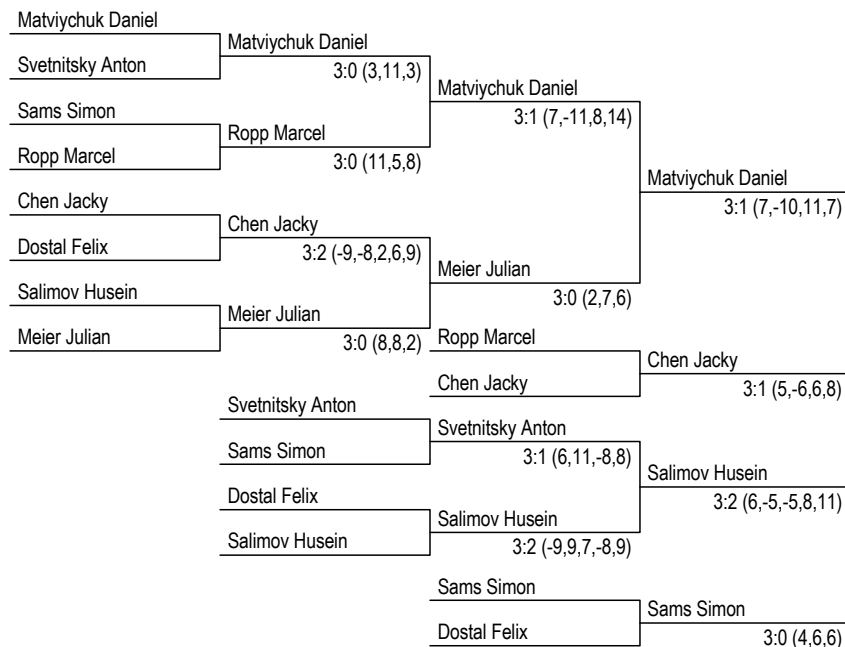 Matviychuk Daniel
Matviychuk Daniel
Svetnitsky Anton
3:0 (3,11,3)
Matviychuk Daniel
Sams Simon
3:1 (7,-11,8,14)
Ropp Marcel
Ropp Marcel
3:0 (11,5,8)
Matviychuk Daniel
Chen Jacky
3:1 (7,-10,11,7)
Chen Jacky
Dostal Felix
3:2 (-9,-8,2,6,9)
Meier Julian
Salimov Husein
3:0 (2,7,6)
Meier Julian
Meier Julian
3:0 (8,8,2)
Ropp Marcel
Chen Jacky
Chen Jacky
3:1 (5,-6,6,8)
Svetnitsky Anton
Svetnitsky Anton
Sams Simon
3:1 (6,11,-8,8)
Salimov Husein
Dostal Felix
3:2 (6,-5,-5,8,11)
Salimov Husein
Salimov Husein
3:2 (-9,9,7,-8,9)
Sams Simon
Sams Simon
Dostal Felix
3:0 (4,6,6)